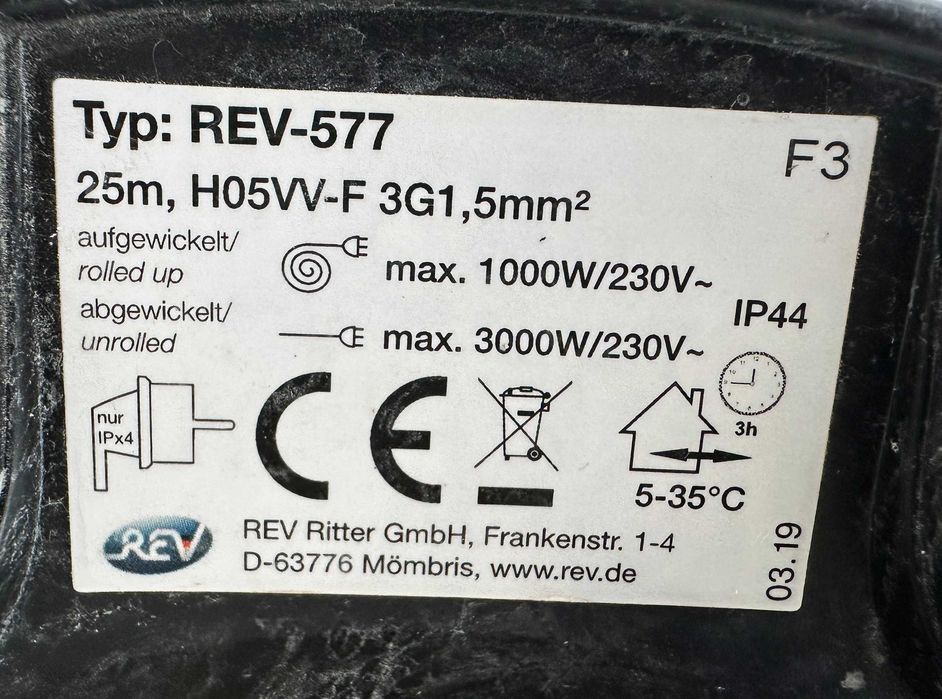 Typ: REV-577
F3
25m, H05VV-F 3G1,5mm²
aufgewickelt/
rolled up
max. 1000W/230V~
abgewickelt/
unrolled
max. 3000W/230V~
IP44
nur
IPx4
CE
3h
5-35°C
REV
REV Ritter GmbH, Frankenstr. 1-4
D-63776 Mömbris, www.rev.de
03.19